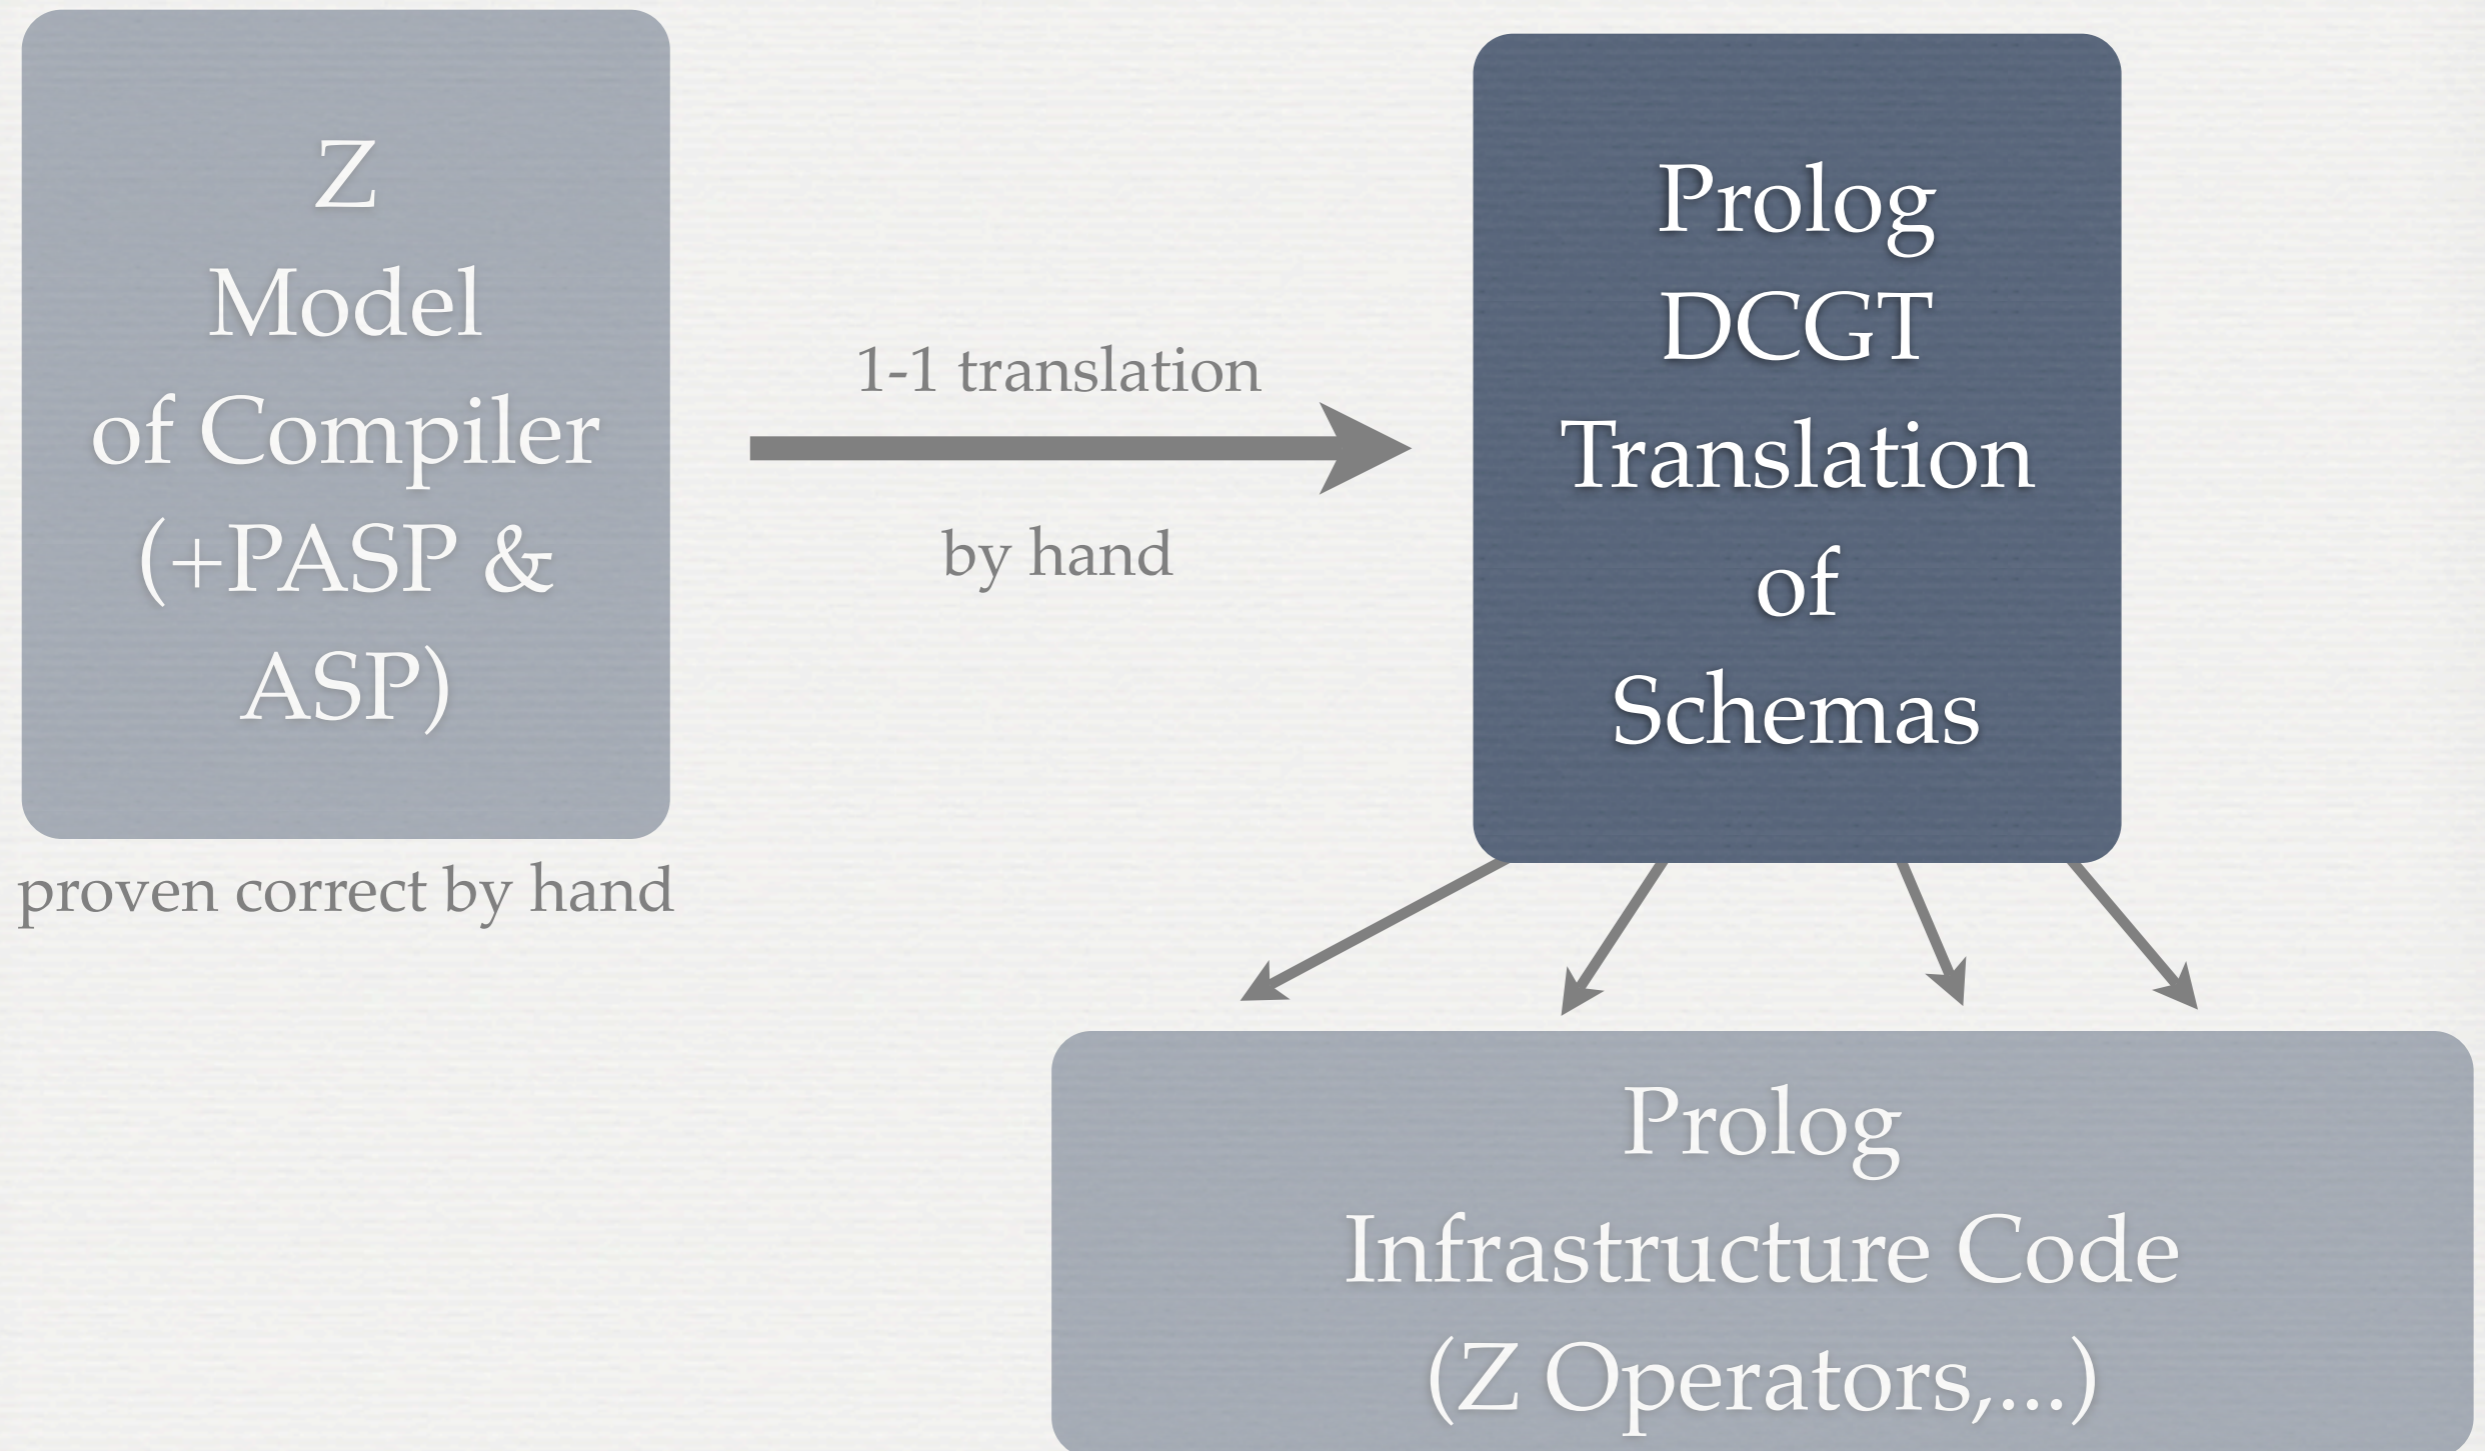 Z
Model
of Compiler
(+PASP &
ASP)
proven correct by hand
1-1 translation
by hand
Prolog
DCGT
Translation
of
Schemas
Prolog
Infrastructure Code
(Z Operators,...)